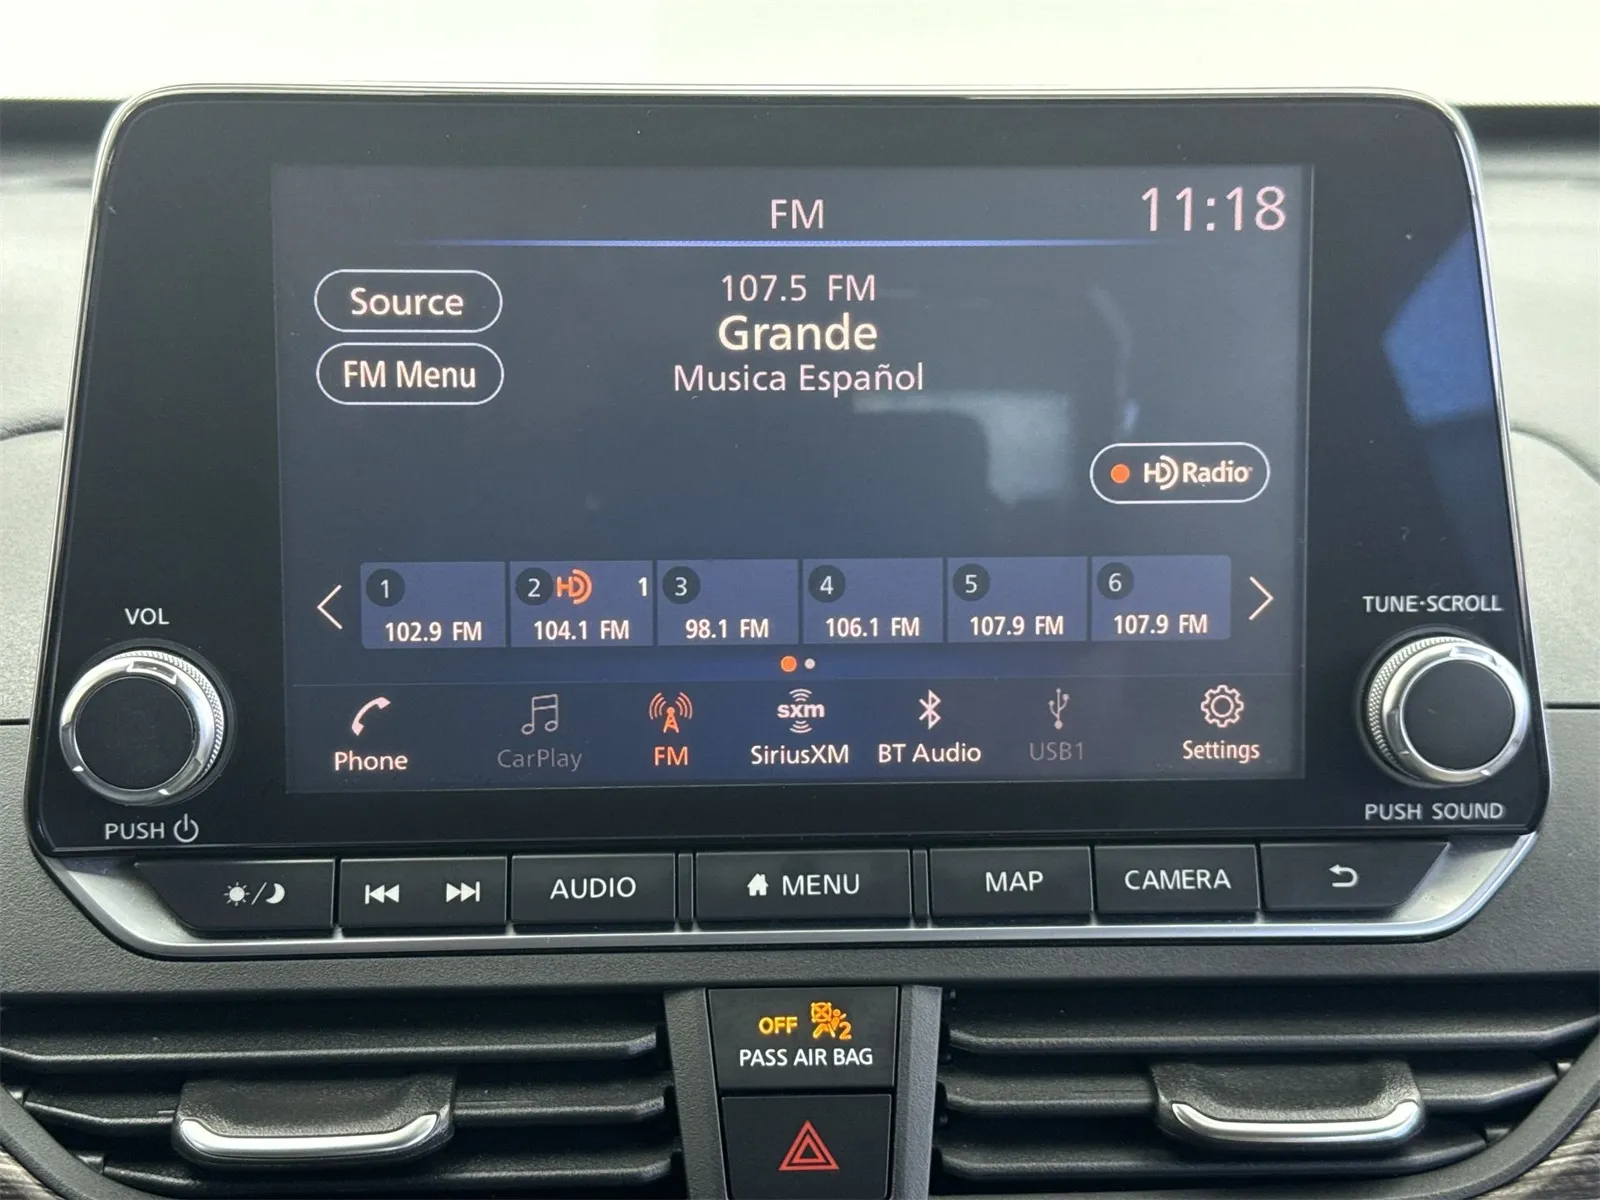 FM
11:18
Source
FM Menu
107.5 FM
Grande
Musica Español
HD Radio
1
102.9 FM
2 HD 1
104.1 FM
3
98.1 FM
4
106.1 FM
5
107.9 FM
6
107.9 FM
Phone
CarPlay
FM
sxm
SiriusXM
BT Audio
USB1
Settings
VOL
PUSH
TUNE·SCROLL
PUSH SOUND
AUDIO
MENU
MAP
CAMERA
OFF 2
PASS AIR BAG